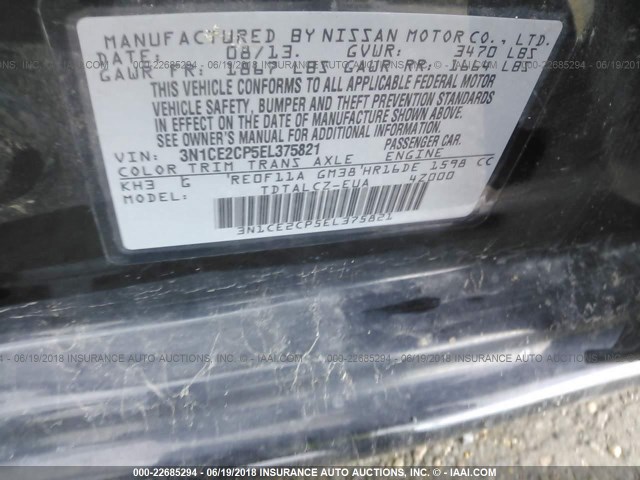 MANUFACTURED BY NISSAN MOTOR CO., LTD.
DATE: 08/13. GVWR: 3470 LBS
GAWR FR: 1867 LBS GAWR RR: 1664 LBS
THIS VEHICLE CONFORMS TO ALL APPLICABLE FEDERAL MOTOR
VEHICLE SAFETY, BUMPER AND THEFT PREVENTION STANDARDS
IN EFFECT ON THE DATE OF MANUFACTURE SHOWN ABOVE.
SEE OWNER'S MANUAL FOR ADDITIONAL INFORMATION.
VIN: 3N1CE2CP5EL375821 PASSENGER CAR.
COLOR TRIM TRANS AXLE ENGINE
KH3 G RE0F11A GM38 HR16DE 1598 CC
TDTALCZ-EUA 4Z000
3N1CE2CP5EL375821
000-22685294 - 06/19/2018 INSURANCE AUTO AUCTIONS, INC. © - IAAI.COM